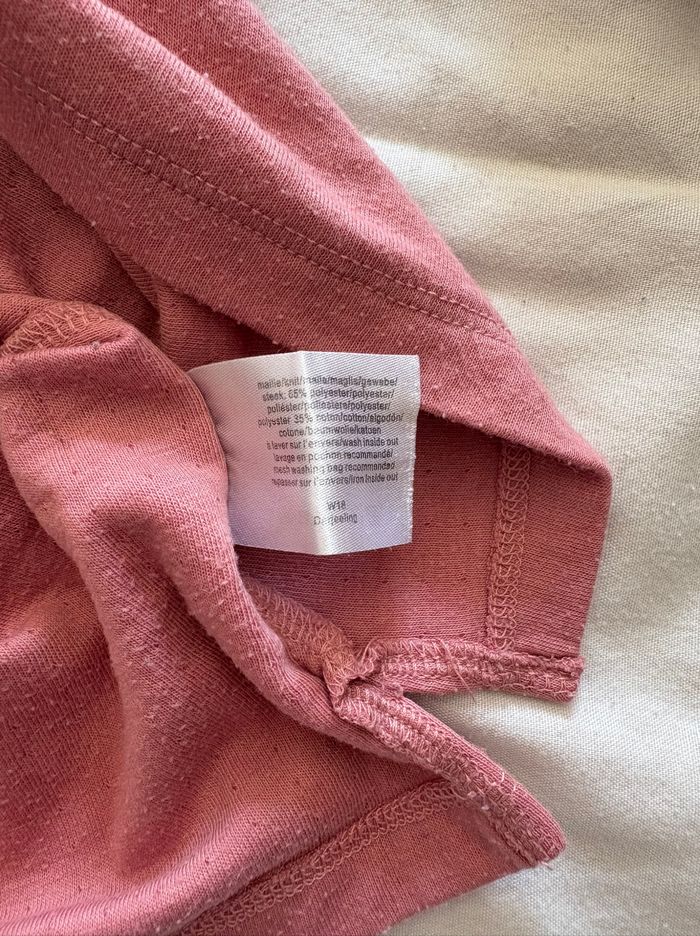 maille/knit/malla/maglia/gewebe/
steek: 65% polyester/polyester/
poliéster/poliestere/polyester/
polyester 35% coton/cotton/algodón/
cotone/baumwolle/katoen
à laver sur l'envers/wash inside out
lavage en pochon recommandé/
mesh washing bag recommended
repasser sur l'envers/iron inside out
W18
Darjeeling